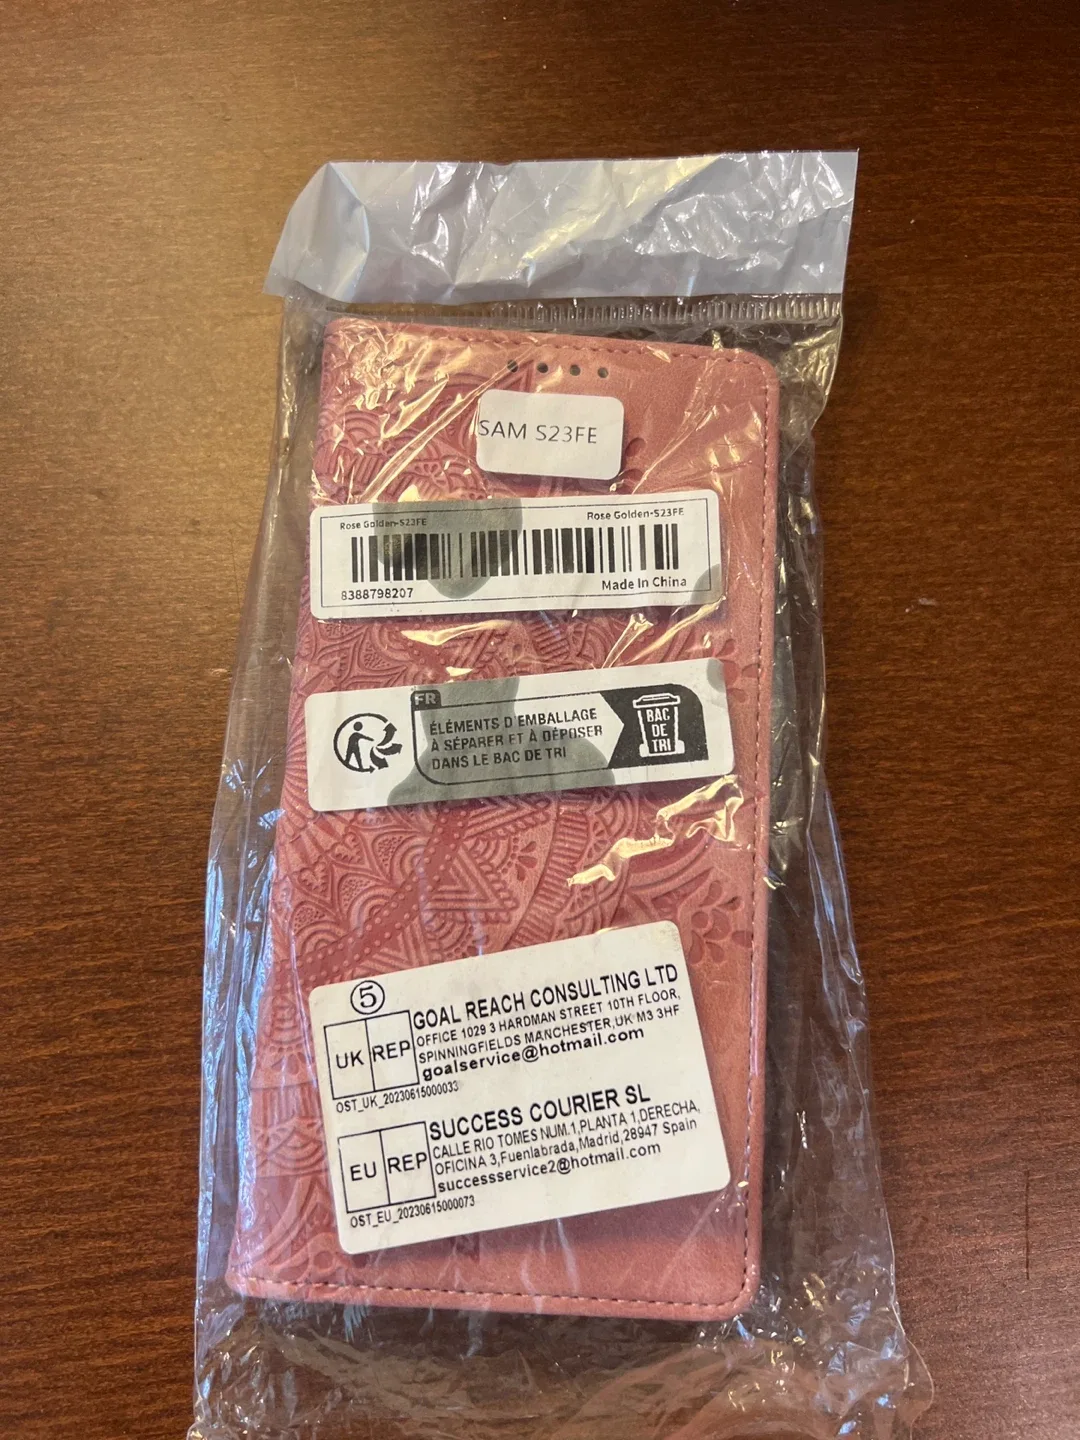 SAM S23FE
Rose Golden-S23FE
Rose Golden-S23FE
8388798207
Made In China
FR
ÉLÉMENTS D'EMBALLAGE
À SÉPARER ET À DÉPOSER
DANS LE BAC DE TRI
BAC
DE
TRI
5
UK REP
GOAL REACH CONSULTING LTD
OFFICE 1029 3 HARDMAN STREET 10TH FLOOR,
SPINNINGFIELDS MANCHESTER,UK M3 3HF
goalservice@hotmail.com
OST_UK_20230615000033
EU REP
SUCCESS COURIER SL
CALLE RIO TOMES NUM.1,PLANTA 1,DERECHA,
OFICINA 3,Fuenlabrada,Madrid,28947 Spain
successservice2@hotmail.com
OST_EU_20230615000073